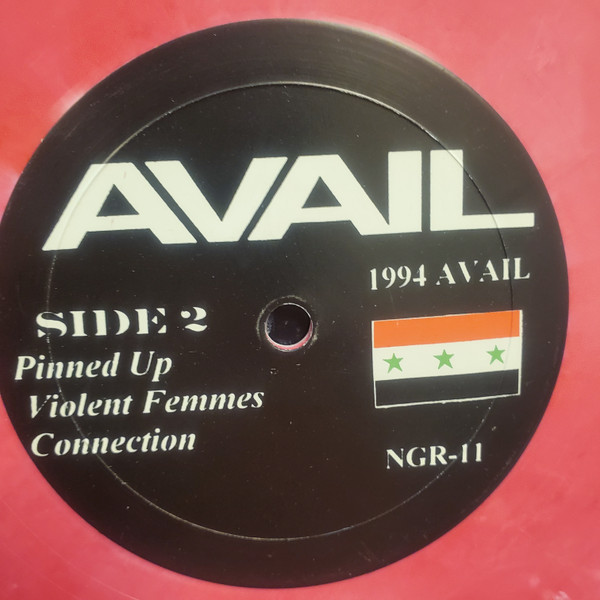 AVAIL
1994 AVAIL
SIDE 2
Pinned Up
Violent Femmes
Connection
NGR-11